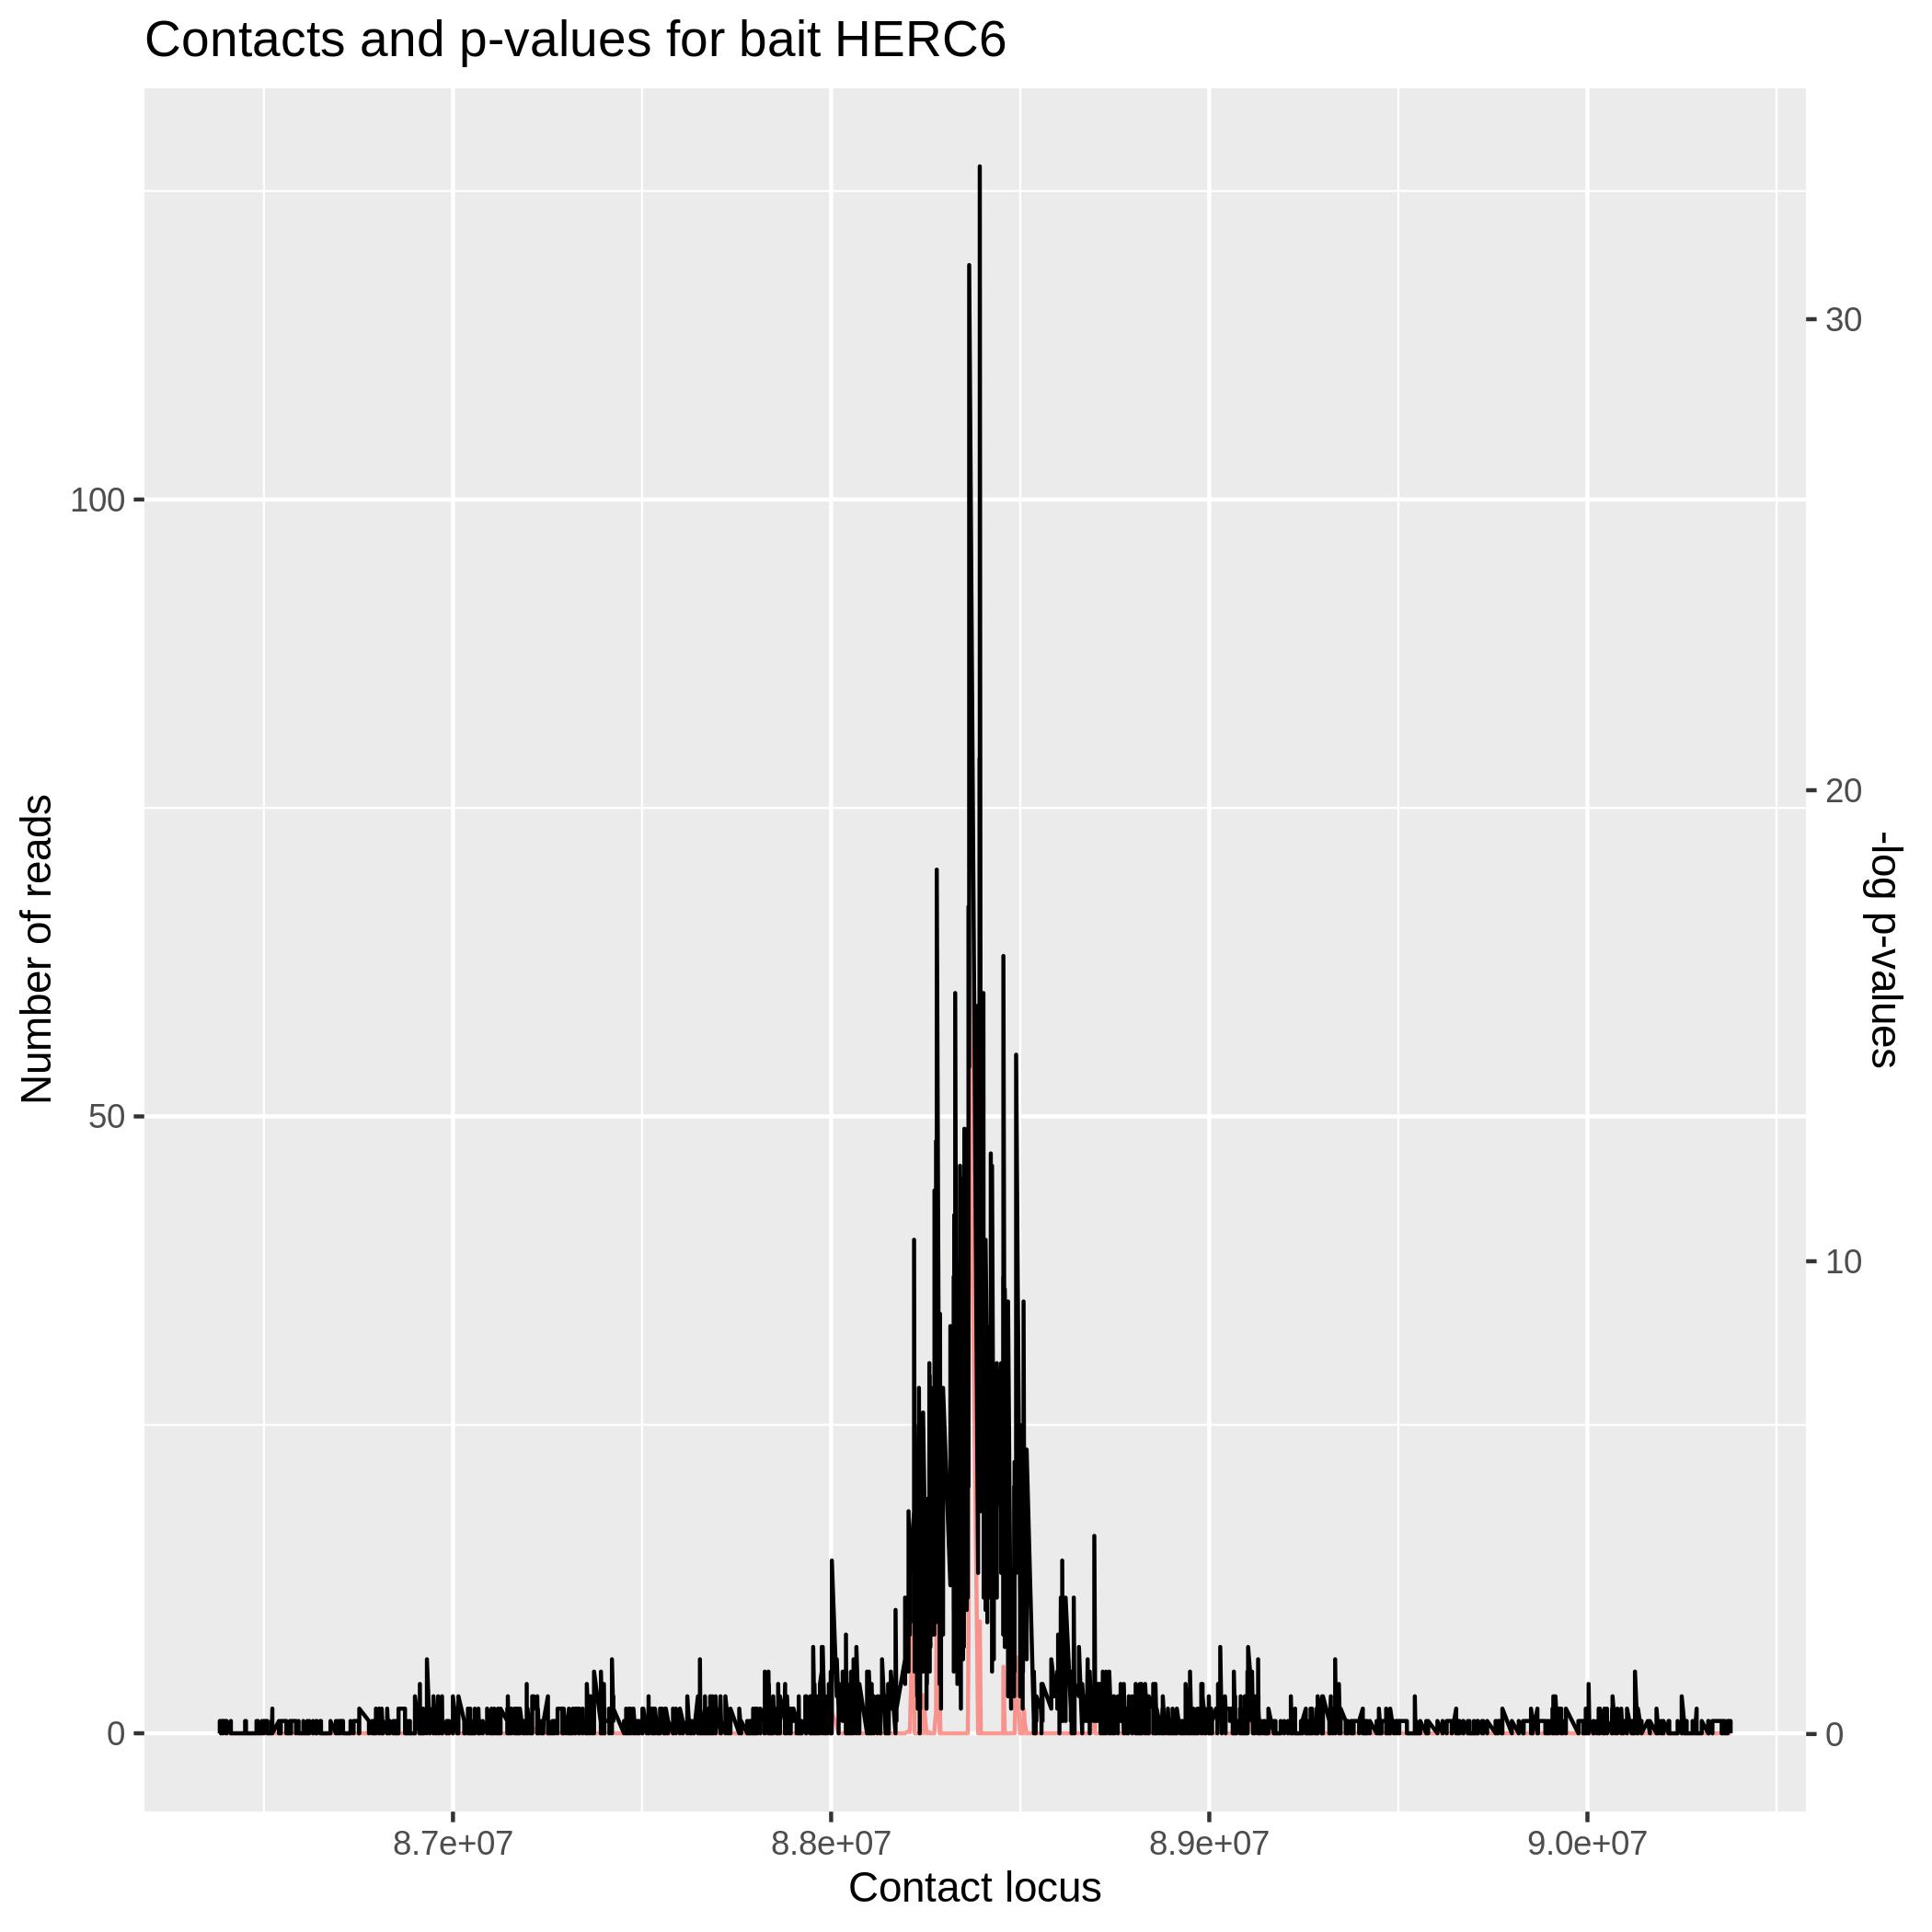 Contacts and p-values for bait HERC6
Number of reads
100
50
0
30
20
10
0
-log p-values
8.7e+07
8.8e+07
8.9e+07
9.0e+07
Contact locus